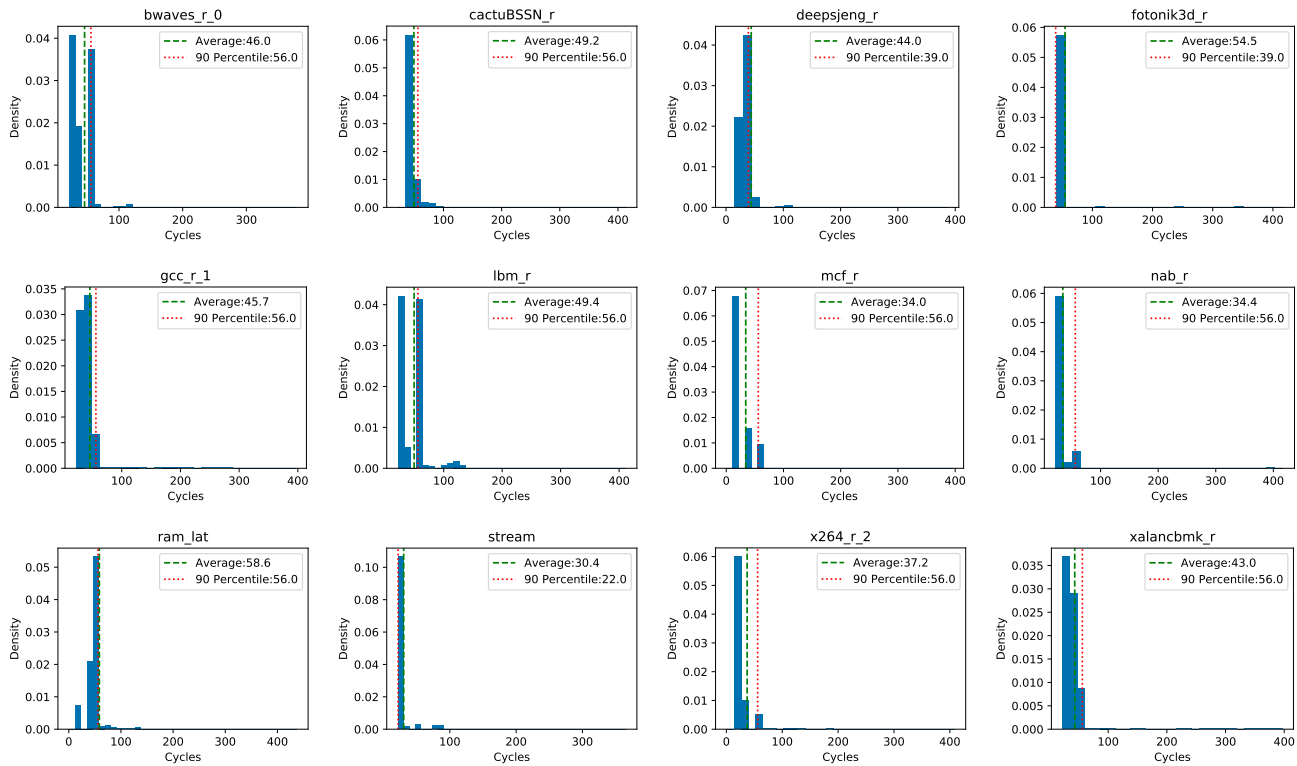 bwaves_r_0
Average:46.0
90 Percentile:56.0
0.04
0.03
0.02
0.01
0.00
Density
100
200
300
Cycles
cactuBSSN_r
Average:49.2
90 Percentile:56.0
0.06
0.05
0.04
0.03
0.02
0.01
0.00
Density
100
200
300
400
Cycles
deepsjeng_r
Average:44.0
90 Percentile:39.0
0.04
0.03
0.02
0.01
0.00
Density
0
100
200
300
400
Cycles
fotonik3d_r
Average:54.5
90 Percentile:39.0
0.06
0.05
0.04
0.03
0.02
0.01
0.00
Density
100
200
300
400
Cycles
gcc_r_1
Average:45.7
90 Percentile:56.0
0.035
0.030
0.025
0.020
0.015
0.010
0.005
0.000
Density
100
200
300
400
Cycles
lbm_r
Average:49.4
90 Percentile:56.0
0.04
0.03
0.02
0.01
0.00
Density
100
200
300
400
Cycles
mcf_r
Average:34.0
90 Percentile:56.0
0.07
0.06
0.05
0.04
0.03
0.02
0.01
0.00
Density
0
100
200
300
400
Cycles
nab_r
Average:34.4
90 Percentile:56.0
0.06
0.05
0.04
0.03
0.02
0.01
0.00
Density
100
200
300
400
Cycles
ram_lat
Average:58.6
90 Percentile:56.0
0.05
0.04
0.03
0.02
0.01
0.00
Density
0
100
200
300
400
Cycles
stream
Average:30.4
90 Percentile:22.0
0.10
0.08
0.06
0.04
0.02
0.00
Density
100
200
300
Cycles
x264_r_2
Average:37.2
90 Percentile:56.0
0.06
0.05
0.04
0.03
0.02
0.01
0.00
Density
0
100
200
300
400
Cycles
xalancbmk_r
Average:43.0
90 Percentile:56.0
0.035
0.030
0.025
0.020
0.015
0.010
0.005
0.000
Density
100
200
300
400
Cycles